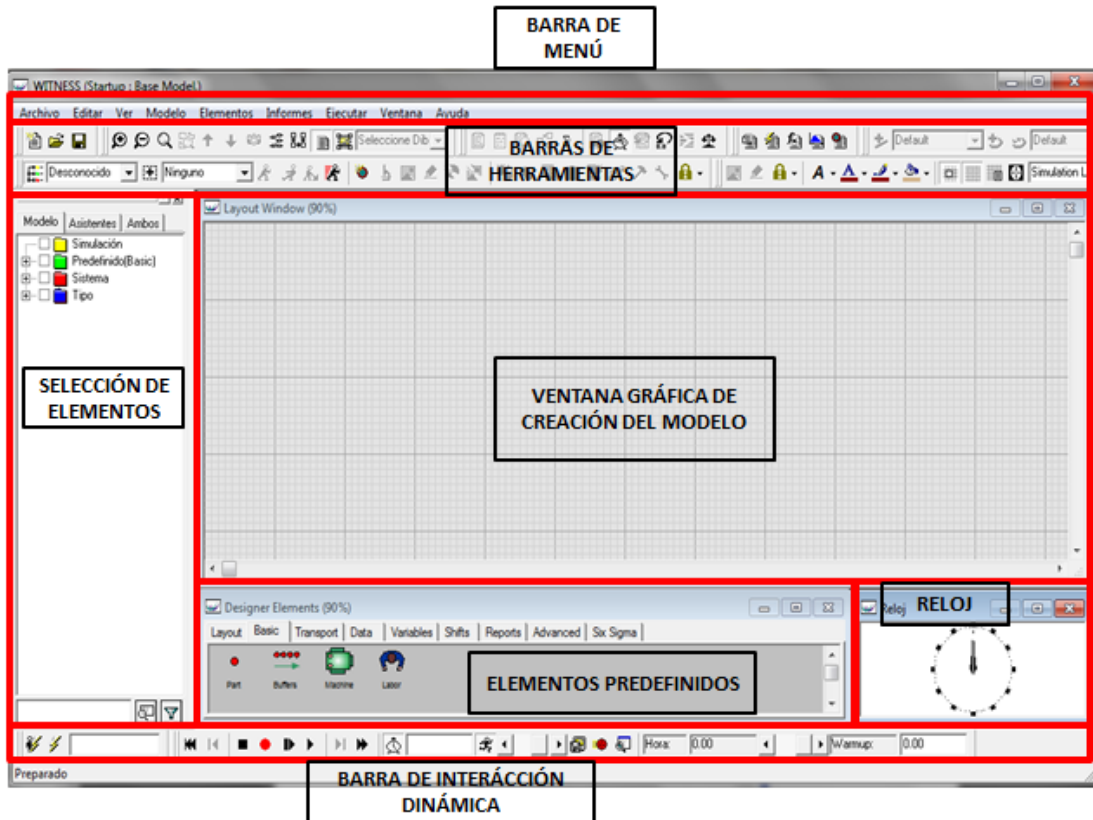 BARRA DE
MENÚ
WITNESS (Startup : Base Model)
Archivo Editar Ver Modelo Elementos Informes Ejecutar Ventana Ayuda
Seleccione Dib
Default
Default
BARRAS DE
HERRAMIENTAS
Desconocido
Ninguno
Simulation L
Modelo Asistentes Ambos
Simulación
Predefinido(Basic)
Sistema
Tipo
Layout Window (90%)
SELECCIÓN DE
ELEMENTOS
VENTANA GRÁFICA DE
CREACIÓN DEL MODELO
Designer Elements (90%)
Layout Basic Transport Data Variables Shifts Reports Advanced Six Sigma
Part Buffers Machine Labor
ELEMENTOS PREDEFINIDOS
Reloj
RELOJ
Hora: 0.00
Warmup: 0.00
Preparado
BARRA DE INTERÁCCIÓN
DINÁMICA